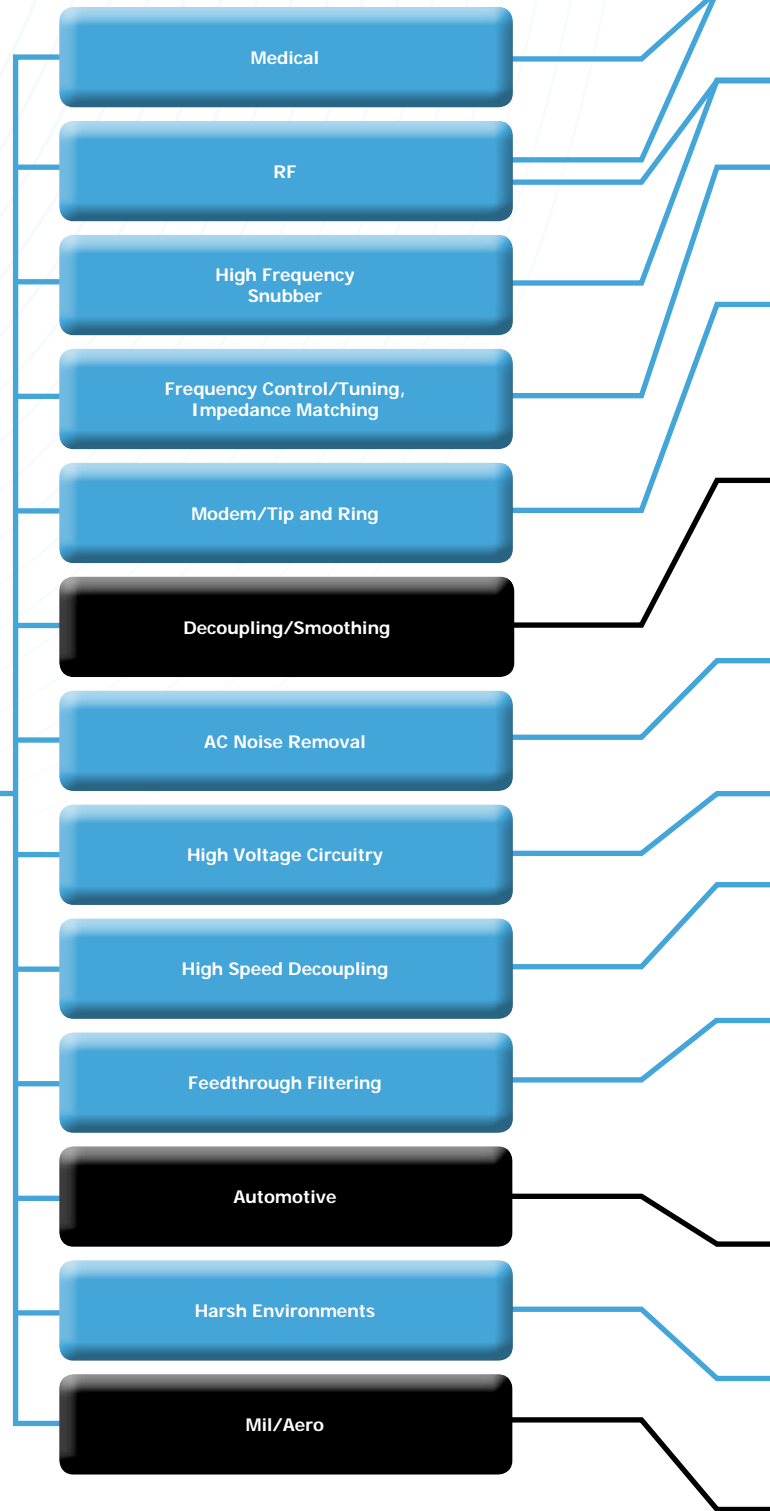 Medical
RF
High Frequency
Snubber
Frequency Control/Tuning,
Impedance Matching
Modem/Tip and Ring
Decoupling/Smoothing
AC Noise Removal
High Voltage Circuitry
High Speed Decoupling
Feedthrough Filtering
Automotive
Harsh Environments
Mil/Aero